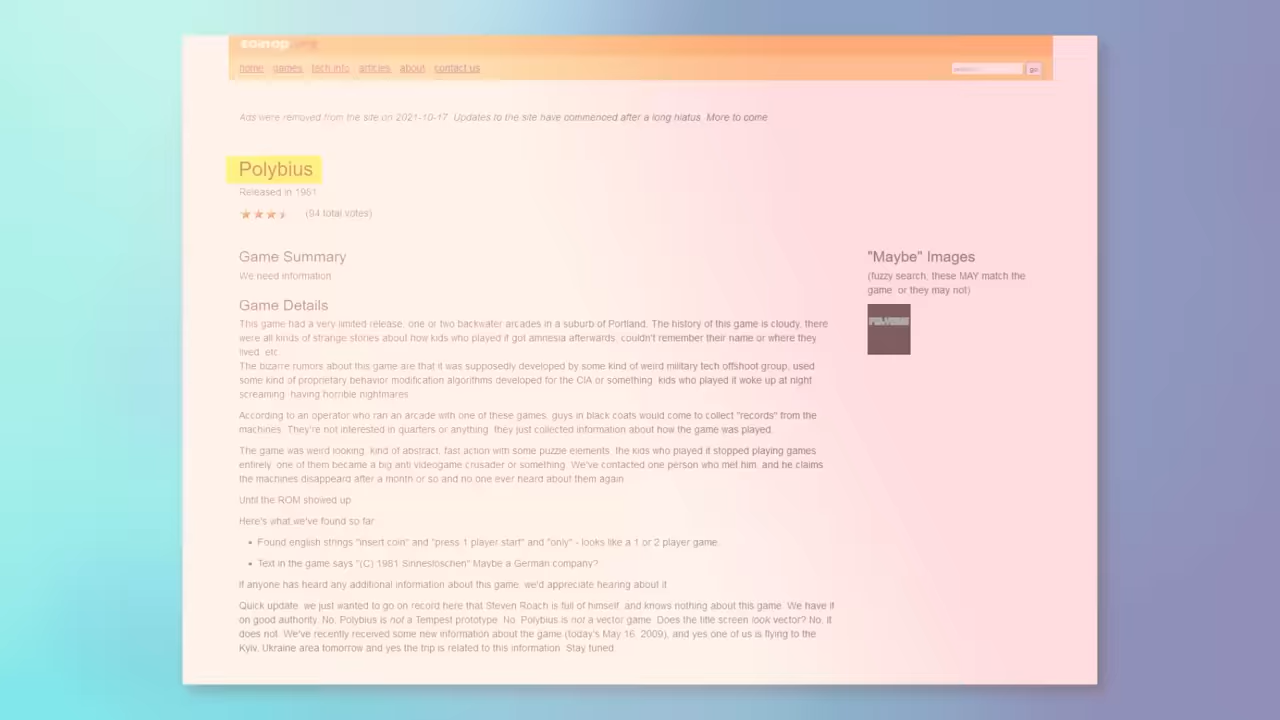 cointop
home games tech info articles about contact us go
Ads were removed from the site on 2021-10-17. Updates to the site have commenced after a long hiatus. More to come.
Polybius
Released in 1981
(94 total votes)
Game Summary
We need information.
Game Details
This game had a very limited release, one or two backwater arcades in a suburb of Portland. The history of this game is cloudy, there
were all kinds of strange stories about how kids who played it got amnesia afterwards, couldn't remember their name or where they
lived, etc.
The bizarre rumors about this game are that it was supposedly developed by some kind of weird military tech offshoot group, used
some kind of proprietary behavior modification algorithms developed for the CIA or something, kids who played it woke up at night
screaming, having horrible nightmares.
According to an operator who ran an arcade with one of these games, guys in black coats would come to collect "records" from the
machines. They're not interested in quarters or anything, they just collected information about how the game was played.
The game was weird looking, kind of abstract, fast action with some puzzle elements, the kids who played it stopped playing games
entirely, one of them became a big anti videogame crusader or something. We've contacted one person who met him, and he claims
the machines disappeard after a month or so and no one ever heard about them again.
Until the ROM showed up.
Here's what we've found so far:
• Found english strings "insert coin" and "press 1 player start" and "only" - looks like a 1 or 2 player game.
• Text in the game says "(C) 1981 Sinnesloschen" Maybe a German company?
If anyone has heard any additional information about this game, we'd appreciate hearing about it.
Quick update, we just wanted to go on record here that Steven Roach is full of himself, and knows nothing about this game. We have it
on good authority. No, Polybius is not a Tempest prototype. No, Polybius is not a vector game. Does the title screen look vector? No, it
does not. We've recently received some new information about the game (today's May 16, 2009), and yes one of us is flying to the
Kyiv, Ukraine area tomorrow and yes the trip is related to this information. Stay tuned.
"Maybe" Images
(fuzzy search, these MAY match the
game, or they may not)